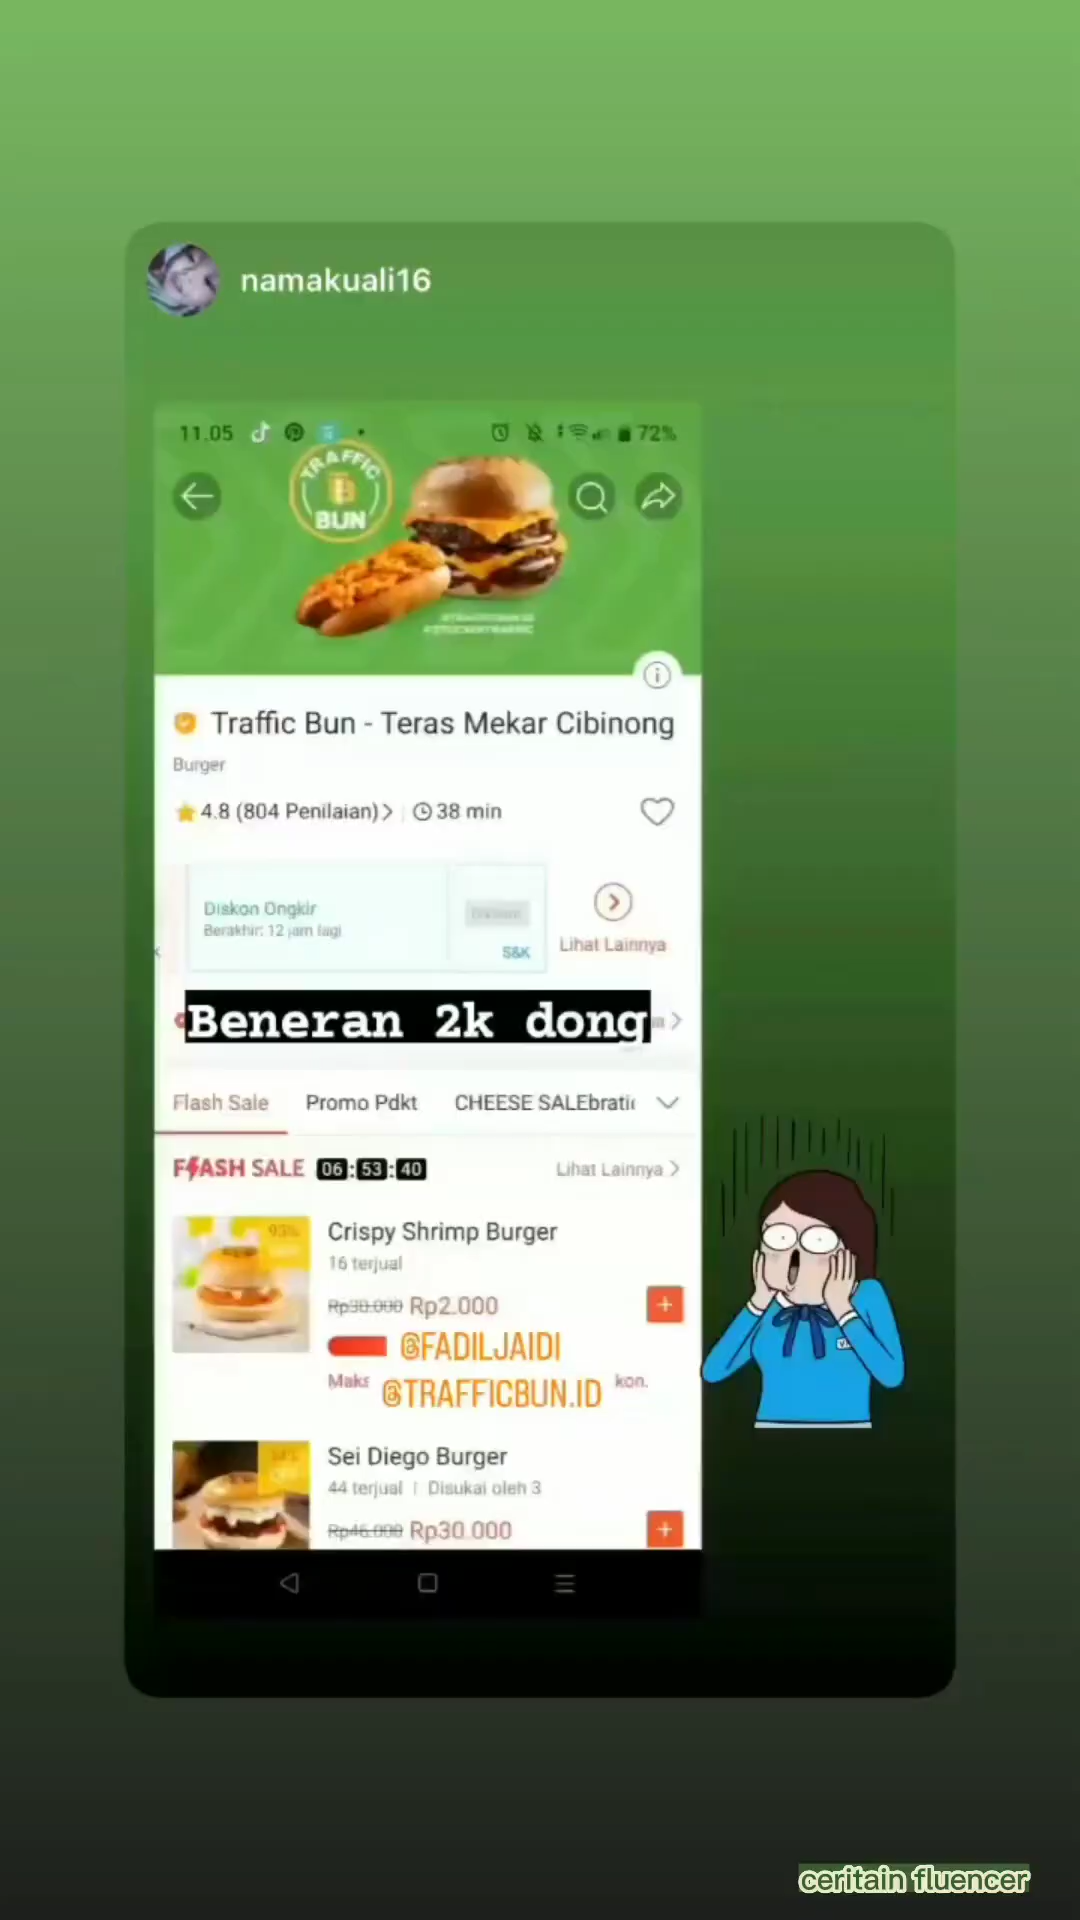 namakuali16
11.05
72%
TRAFFIC
BUN
Traffic Bun - Teras Mekar Cibinong
Burger
4.8 (804 Penilaian) 38 min
Diskon Ongkir
Berakhir: 12 jam lagi
S&K
Lihat Lainnya
Beneran 2k dong
Flash Sale Promo Pdkt CHEESE SALEbratic
FLASH SALE 06:53:40 Lihat Lainnya
Crispy Shrimp Burger
16 terjual
Rp30.000 Rp2.000
@FADILJAIDI
Maks kon.
@TRAFFICBUN.ID
Sei Diego Burger
44 terjual | Disukai oleh 3
Rp46.000 Rp30.000
ceritain fluencer